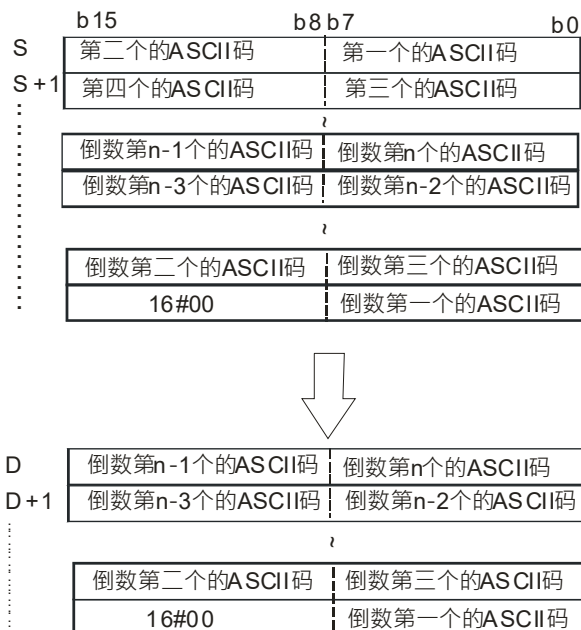 b15 b8 b7 b0
S 第二个的ASCII码 第一个的ASCII码
S+1 第四个的ASCII码 第三个的ASCII码
~
倒数第n-1个的ASCII码 倒数第n个的ASCII码
倒数第n-3个的ASCII码 倒数第n-2个的ASCII码
~
倒数第二个的ASCII码 倒数第三个的ASCII码
16#00 倒数第一个的ASCII码
D 倒数第n-1个的ASCII码 倒数第n个的ASCII码
D+1 倒数第n-3个的ASCII码 倒数第n-2个的ASCII码
~
倒数第二个的ASCII码 倒数第三个的ASCII码
16#00 倒数第一个的ASCII码